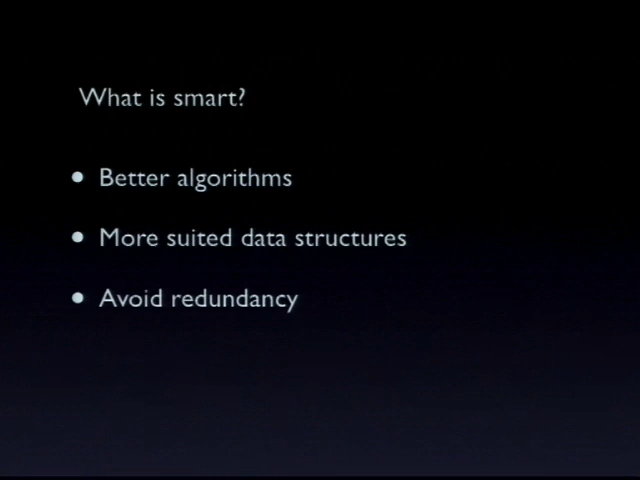 What is smart?
• Better algorithms
• More suited data structures
• Avoid redundancy